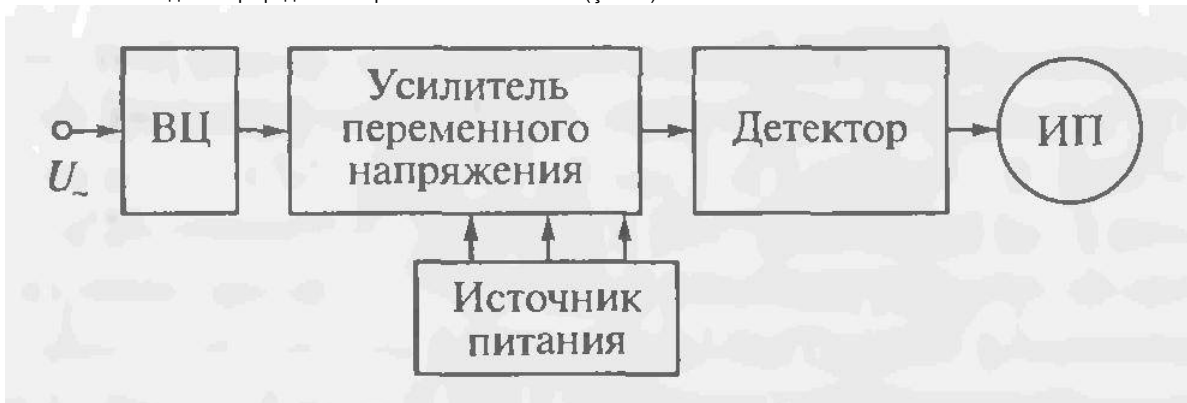 ВЦ
Усилитель
переменного
напряжения
Детектор
ИП
U~
Источник
питания